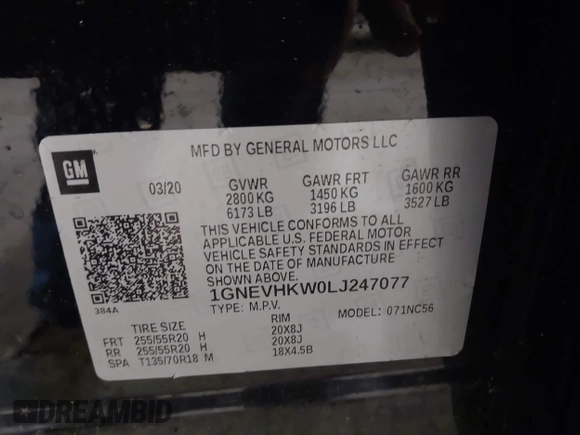 MFD BY GENERAL MOTORS LLC
GM
03/20 GVWR GAWR FRT GAWR RR
2800 KG 1450 KG 1600 KG
6173 LB 3196 LB 3527 LB
THIS VEHICLE CONFORMS TO ALL
APPLICABLE U.S. FEDERAL MOTOR
VEHICLE SAFETY STANDARDS IN EFFECT
ON THE DATE OF MANUFACTURE
SHOWN ABOVE.
384A
1GNEVHKW0LJ247077
TYPE: M.P.V. MODEL: 071NC56
TIRE SIZE RIM
FRT 255/55R20 H 20X8J
RR 255/55R20 H 20X8J
SPA T135/70R18 M 18X4.5B
DREAMBID